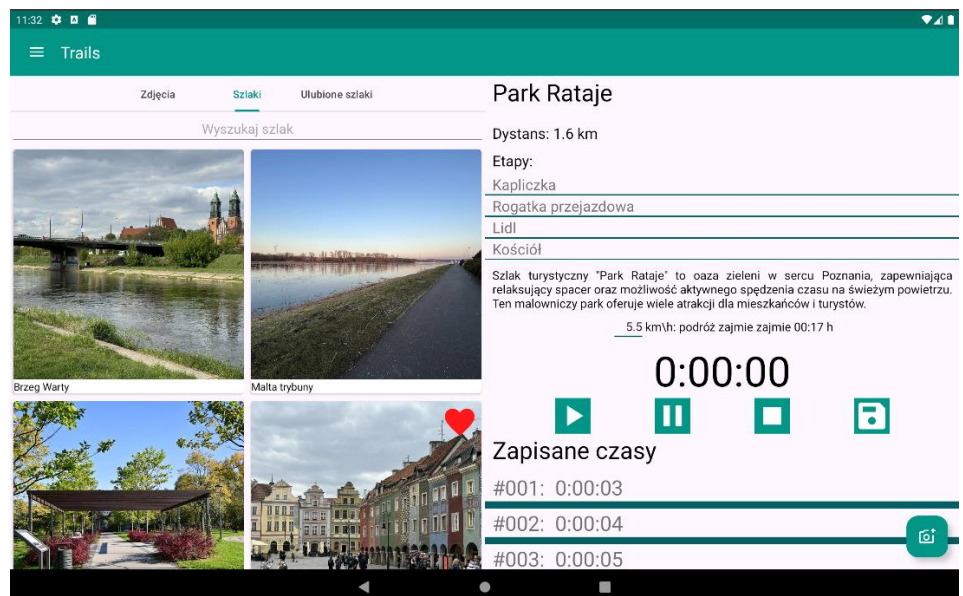 11:32
Trails
Zdjęcia
Szlaki
Ulubione szlaki
Wyszukaj szlak
Brzeg Warty
Malta trybuny
Park Rataje
Dystans: 1.6 km
Etapy:
Kapliczka
Rogatka przejazdowa
Lidl
Kościół
Szlak turystyczny "Park Rataje" to oaza zieleni w sercu Poznania, zapewniająca
relaksujący spacer oraz możliwość aktywnego spędzenia czasu na świeżym powietrzu.
Ten malowniczy park oferuje wiele atrakcji dla mieszkańców i turystów.
5.5 km\h: podróż zajmie zajmie 00:17 h
0:00:00
Zapisane czasy
#001: 0:00:03
#002: 0:00:04
#003: 0:00:05